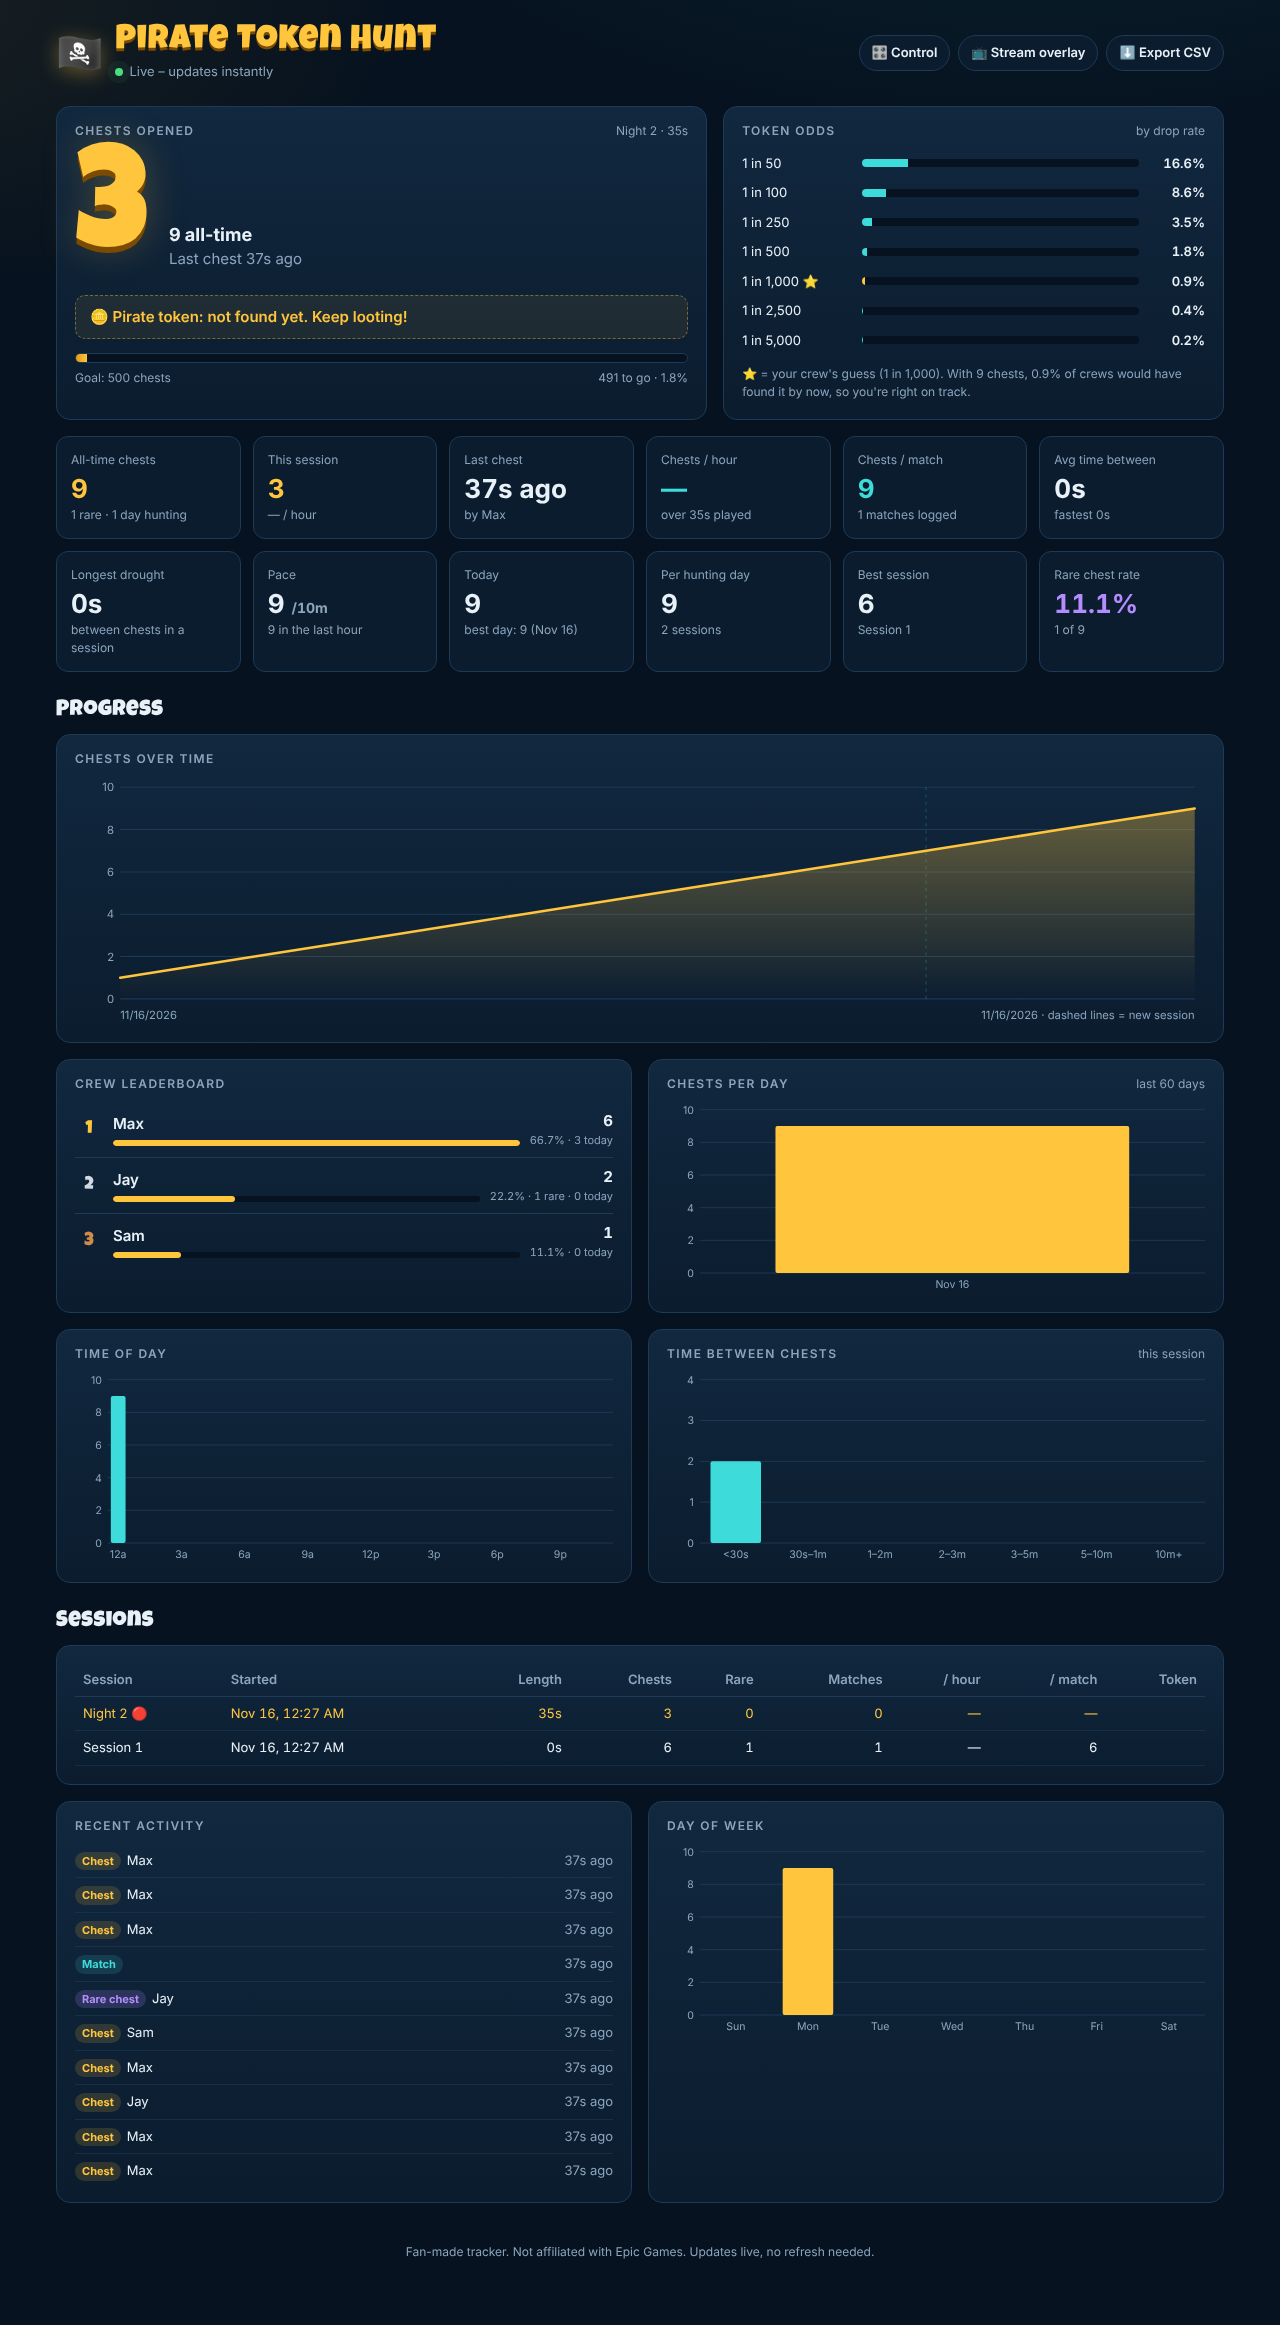 PIRATE TOKEN HUNT
Live – updates instantly
🎛️ Control
📺 Stream overlay
⬇️ Export CSV
CHESTS OPENED
Night 2 · 35s
3
9 all-time
Last chest 37s ago
🪙 Pirate token: not found yet. Keep looting!
Goal: 500 chests
491 to go · 1.8%
TOKEN ODDS
by drop rate
1 in 50 16.6%
1 in 100 8.6%
1 in 250 3.5%
1 in 500 1.8%
1 in 1,000 ⭐ 0.9%
1 in 2,500 0.4%
1 in 5,000 0.2%
⭐ = your crew's guess (1 in 1,000). With 9 chests, 0.9% of crews would have
found it by now, so you're right on track.
All-time chests
9
1 rare · 1 day hunting
This session
3
— / hour
Last chest
37s ago
by Max
Chests / hour
—
over 35s played
Chests / match
9
1 matches logged
Avg time between
0s
fastest 0s
Longest drought
0s
between chests in a
session
Pace
9 /10m
9 in the last hour
Today
9
best day: 9 (Nov 16)
Per hunting day
9
2 sessions
Best session
6
Session 1
Rare chest rate
11.1%
1 of 9
Progress
CHESTS OVER TIME
10
8
6
4
2
0
11/16/2026
11/16/2026 · dashed lines = new session
CREW LEADERBOARD
1 Max 6
66.7% · 3 today
2 Jay 2
22.2% · 1 rare · 0 today
3 Sam 1
11.1% · 0 today
CHESTS PER DAY
last 60 days
10
8
6
4
2
0
Nov 16
TIME OF DAY
10
8
6
4
2
0
12a 3a 6a 9a 12p 3p 6p 9p
TIME BETWEEN CHESTS
this session
4
3
2
1
0
<30s 30s–1m 1–2m 2–3m 3–5m 5–10m 10m+
Sessions
Session Started Length Chests Rare Matches / hour / match Token
Night 2 🔴 Nov 16, 12:27 AM 35s 3 0 0 — —
Session 1 Nov 16, 12:27 AM 0s 6 1 1 — 6
RECENT ACTIVITY
Chest Max 37s ago
Chest Max 37s ago
Chest Max 37s ago
Match 37s ago
Rare chest Jay 37s ago
Chest Sam 37s ago
Chest Max 37s ago
Chest Jay 37s ago
Chest Max 37s ago
Chest Max 37s ago
DAY OF WEEK
10
8
6
4
2
0
Sun Mon Tue Wed Thu Fri Sat
Fan-made tracker. Not affiliated with Epic Games. Updates live, no refresh needed.